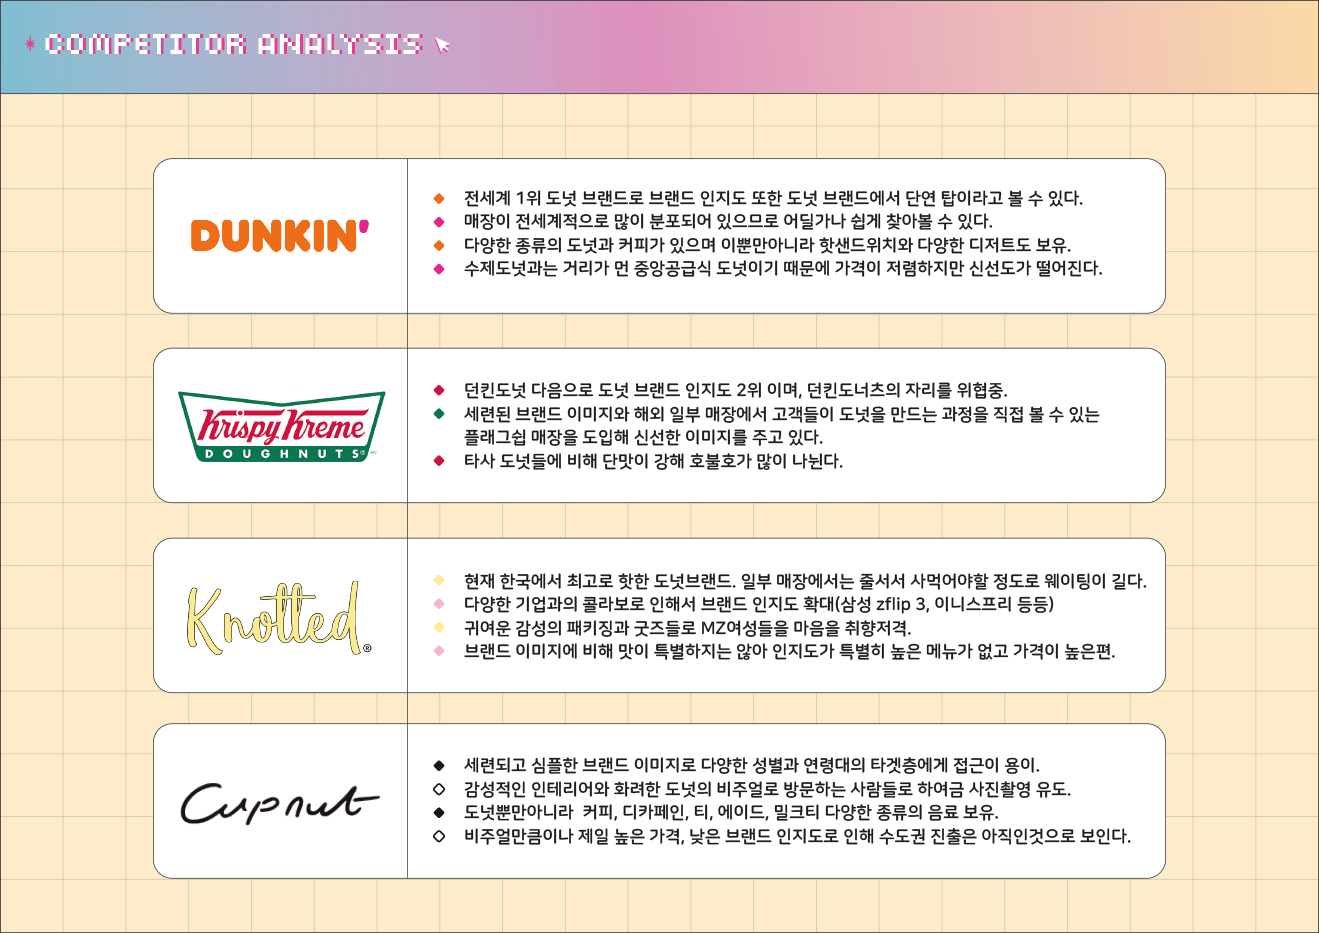 COMPETITOR ANALYSIS
DUNKIN'
전세계 1위 도넛 브랜드로 브랜드 인지도 또한 도넛 브랜드에서 단연 탑이라고 볼 수 있다.
매장이 전세계적으로 많이 분포되어 있으므로 어딜가나 쉽게 찾아볼 수 있다.
다양한 종류의 도넛과 커피가 있으며 이뿐만아니라 핫샌드위치와 다양한 디저트도 보유.
수제도넛과는 거리가 먼 중앙공급식 도넛이기 때문에 가격이 저렴하지만 신선도가 떨어진다.
Krispy Kreme
DOUGHNUTS®
던킨도넛 다음으로 도넛 브랜드 인지도 2위 이며, 던킨도너츠의 자리를 위협중.
세련된 브랜드 이미지와 해외 일부 매장에서 고객들이 도넛을 만드는 과정을 직접 볼 수 있는
플래그쉽 매장을 도입해 신선한 이미지를 주고 있다.
타사 도넛들에 비해 단맛이 강해 호불호가 많이 나뉜다.
Knotted®
현재 한국에서 최고로 핫한 도넛브랜드. 일부 매장에서는 줄서서 사먹어야할 정도로 웨이팅이 길다.
다양한 기업과의 콜라보로 인해서 브랜드 인지도 확대(삼성 zflip 3, 이니스프리 등등)
귀여운 감성의 패키징과 굿즈들로 MZ여성들을 마음을 취향저격.
브랜드 이미지에 비해 맛이 특별하지는 않아 인지도가 특별히 높은 메뉴가 없고 가격이 높은편.
Cupnut
세련되고 심플한 브랜드 이미지로 다양한 성별과 연령대의 타겟층에게 접근이 용이.
감성적인 인테리어와 화려한 도넛의 비주얼로 방문하는 사람들로 하여금 사진촬영 유도.
도넛뿐만아니라 커피, 디카페인, 티, 에이드, 밀크티 다양한 종류의 음료 보유.
비주얼만큼이나 제일 높은 가격, 낮은 브랜드 인지도로 인해 수도권 진출은 아직인것으로 보인다.